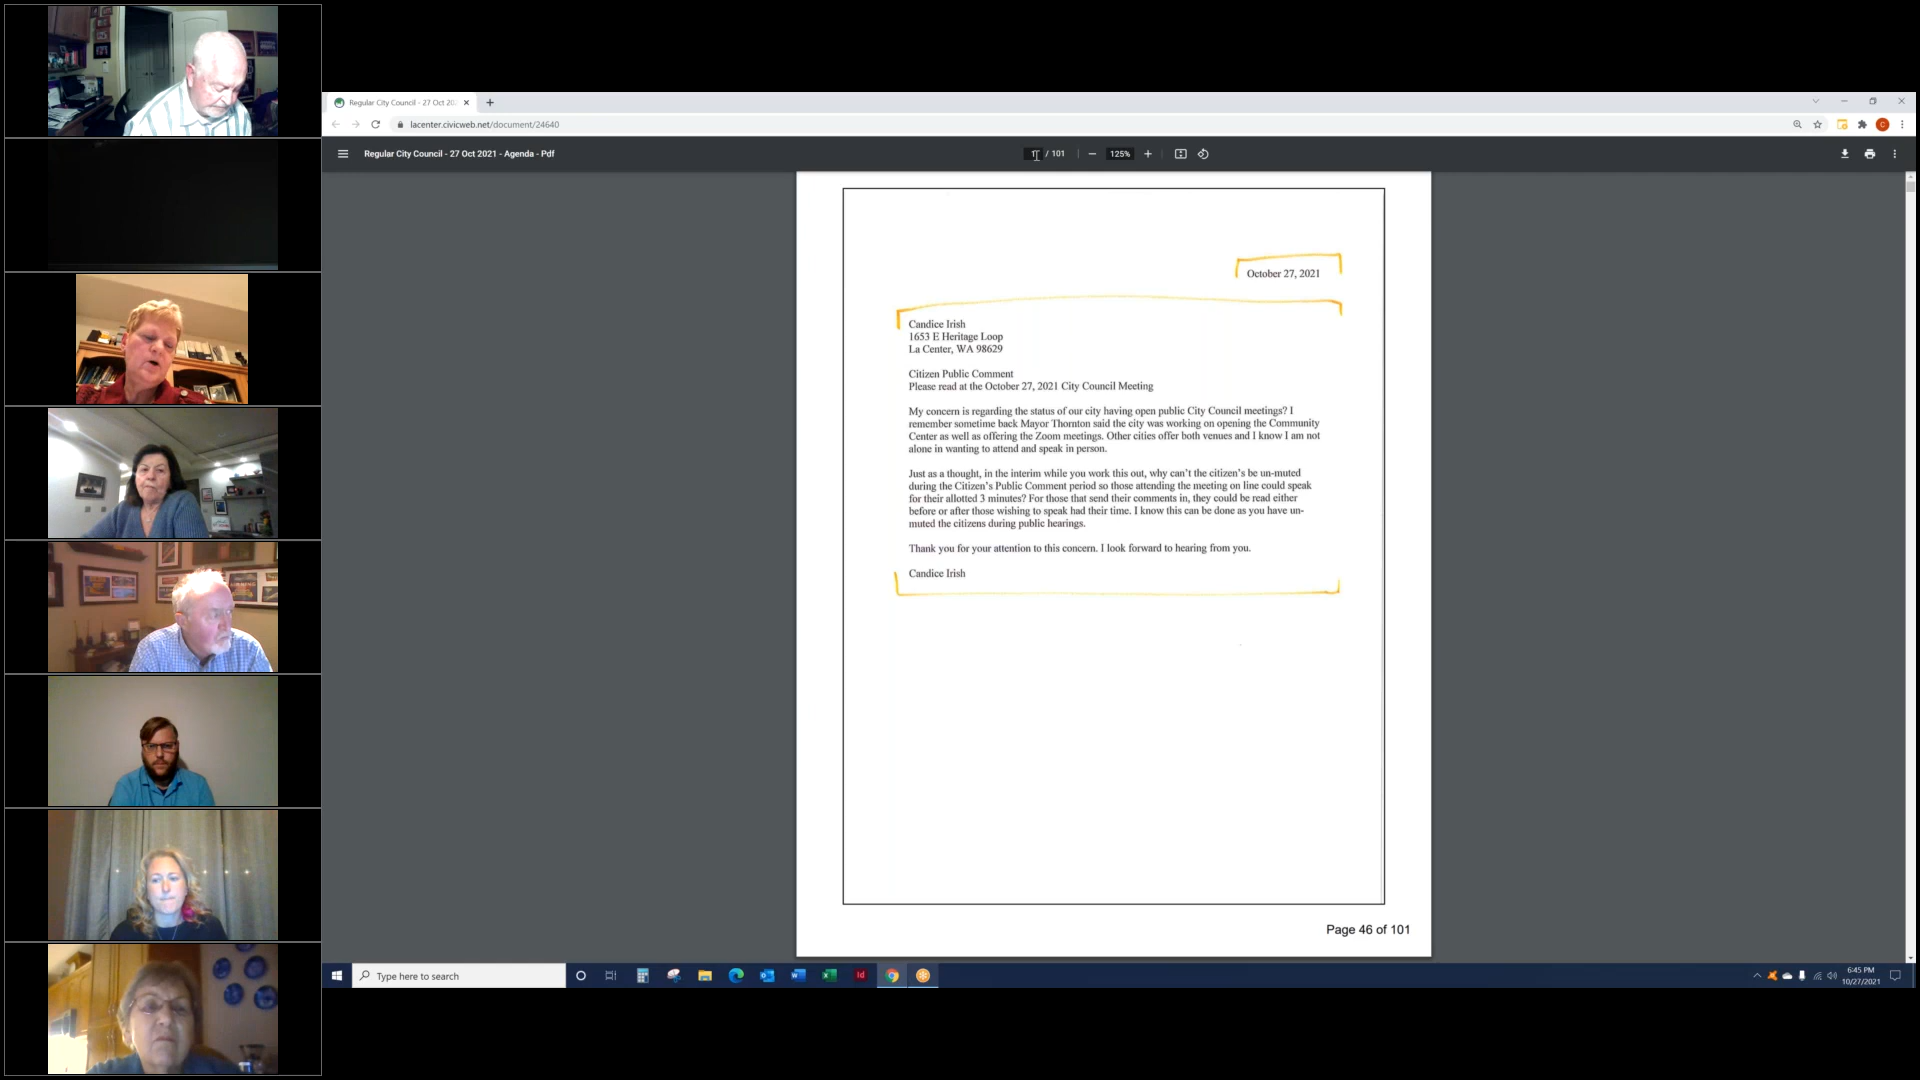 Regular City Council - 27 Oct 202
lacenter.civicweb.net/document/24640
Regular City Council - 27 Oct 2021 - Agenda - Pdf
1 / 101
125%
October 27, 2021
Candice Irish
1653 E Heritage Loop
La Center, WA 98629
Citizen Public Comment
Please read at the October 27, 2021 City Council Meeting
My concern is regarding the status of our city having open public City Council meetings? I
remember sometime back Mayor Thornton said the city was working on opening the Community
Center as well as offering the Zoom meetings. Other cities offer both venues and I know I am not
alone in wanting to attend and speak in person.
Just as a thought, in the interim while you work this out, why can't the citizen's be un-muted
during the Citizen's Public Comment period so those attending the meeting on line could speak
for their allotted 3 minutes? For those that send their comments in, they could be read either
before or after those wishing to speak had their time. I know this can be done as you have un-
muted the citizens during public hearings.
Thank you for your attention to this concern. I look forward to hearing from you.
Candice Irish
Page 46 of 101
Type here to search
6:45 PM
10/27/2021